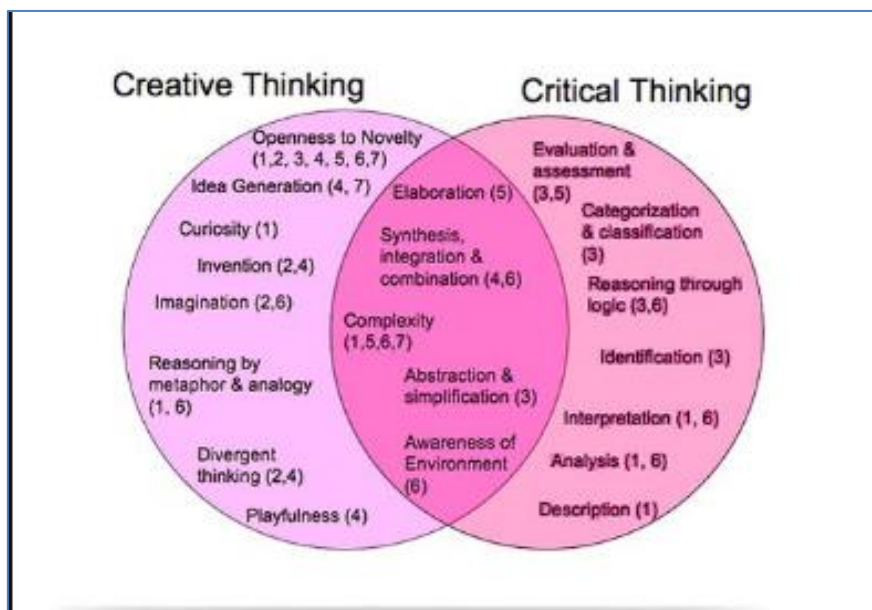 Creative Thinking
Critical Thinking
Openness to Novelty
(1,2, 3, 4, 5, 6,7)
Idea Generation (4, 7)
Curiosity (1)
Invention (2,4)
Imagination (2,6)
Reasoning by
metaphor & analogy
(1, 6)
Divergent
thinking (2,4)
Playfulness (4)
Elaboration (5)
Synthesis,
integration &
combination (4,6)
Complexity
(1,5,6,7)
Abstraction &
simplification (3)
Awareness of
Environment
(6)
Evaluation &
assessment
(3,5)
Categorization
& classification
(3)
Reasoning through
logic (3,6)
Identification (3)
Interpretation (1, 6)
Analysis (1, 6)
Description (1)